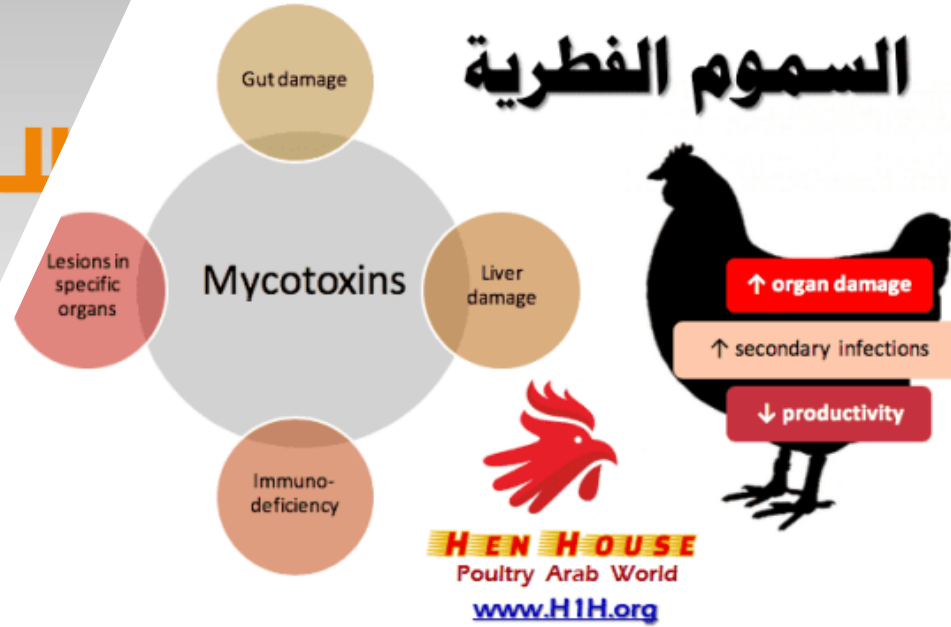 السموم الفطرية
Gut damage
Lesions in
specific
organs
Mycotoxins
Liver
damage
Immuno-
deficiency
↑ organ damage
↑ secondary infections
↓ productivity
HEN HOUSE
Poultry Arab World
www.H1H.org